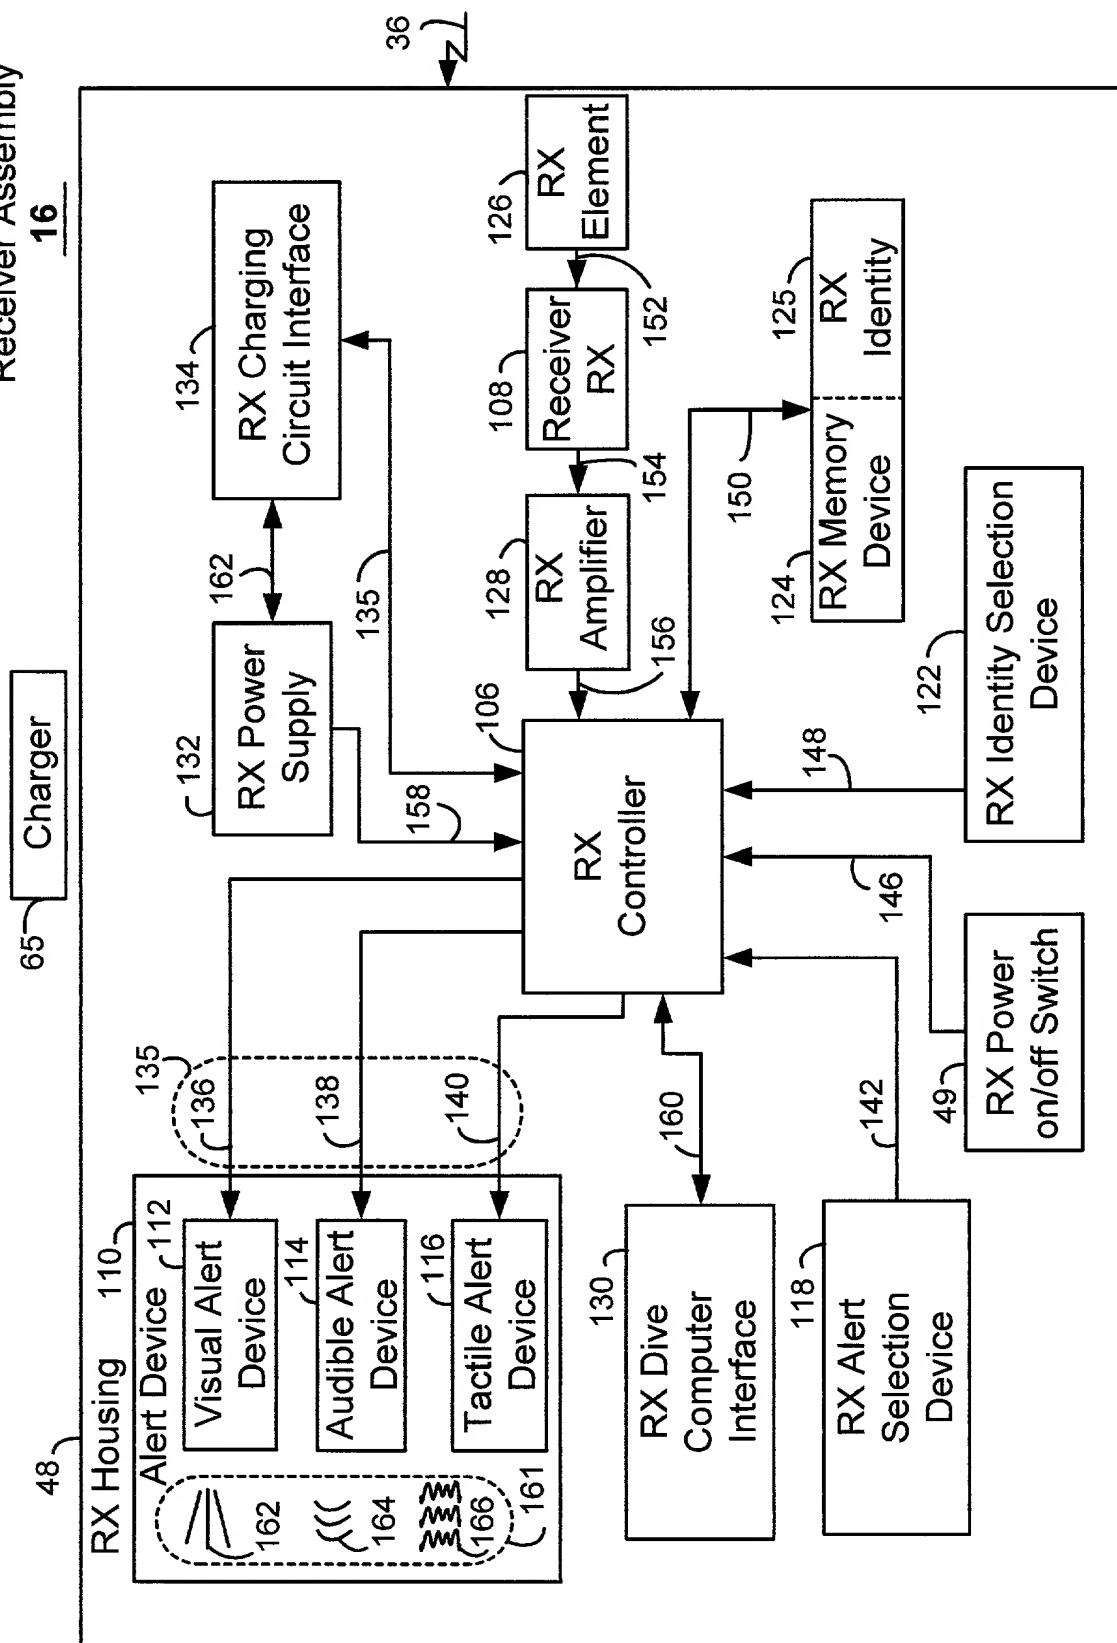 Receiver Assembly
16
36
Charger
65
48
RX Housing
110
Alert Device
112
Visual Alert
Device
114
Audible Alert
Device
116
Tactile Alert
Device
162
164
166
161
135
136
138
140
132
RX Power
Supply
162
134
RX Charging
Circuit Interface
135
158
106
RX
Controller
156
128
RX
Amplifier
154
108
Receiver
RX
152
126
RX
Element
150
124
RX Memory
Device
125
RX
Identity
160
130
RX Dive
Computer
Interface
118
RX Alert
Selection
Device
142
49
RX Power
on/off Switch
146
148
122
RX Identity Selection
Device